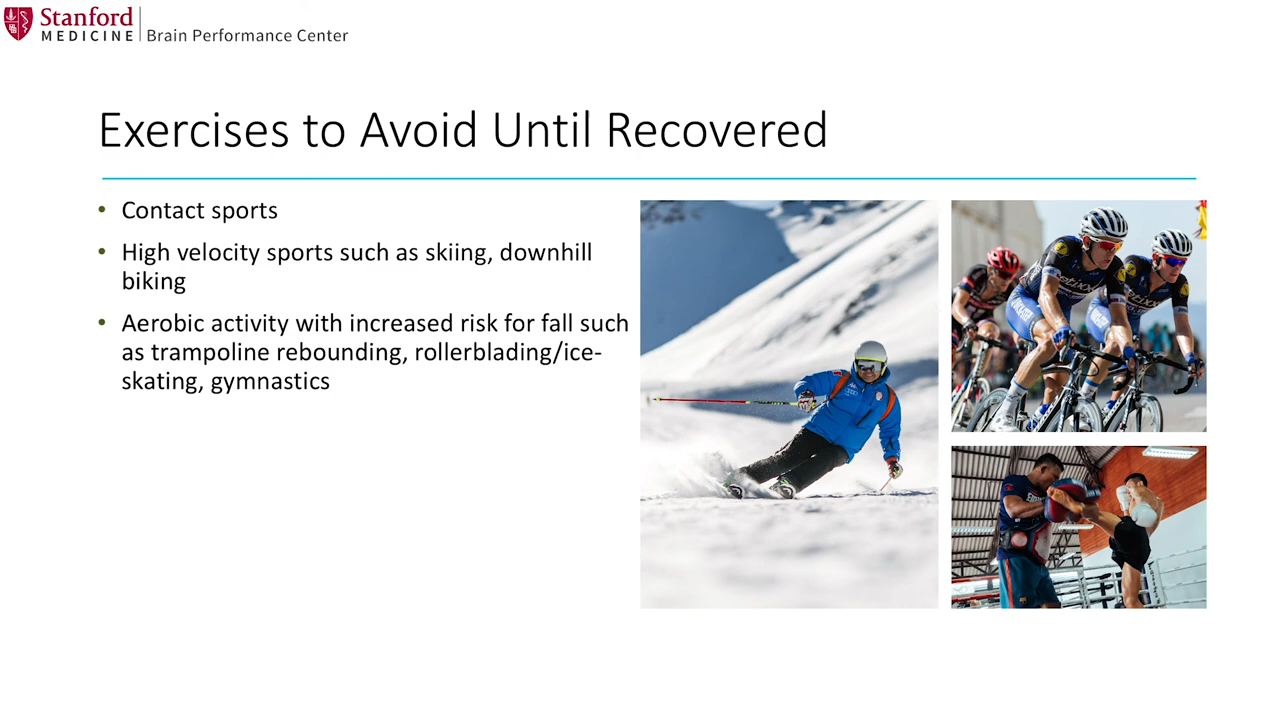 Stanford
MEDICINE
Brain Performance Center
Exercises to Avoid Until Recovered
• Contact sports
• High velocity sports such as skiing, downhill
biking
• Aerobic activity with increased risk for fall such
as trampoline rebounding, rollerblading/ice-
skating, gymnastics